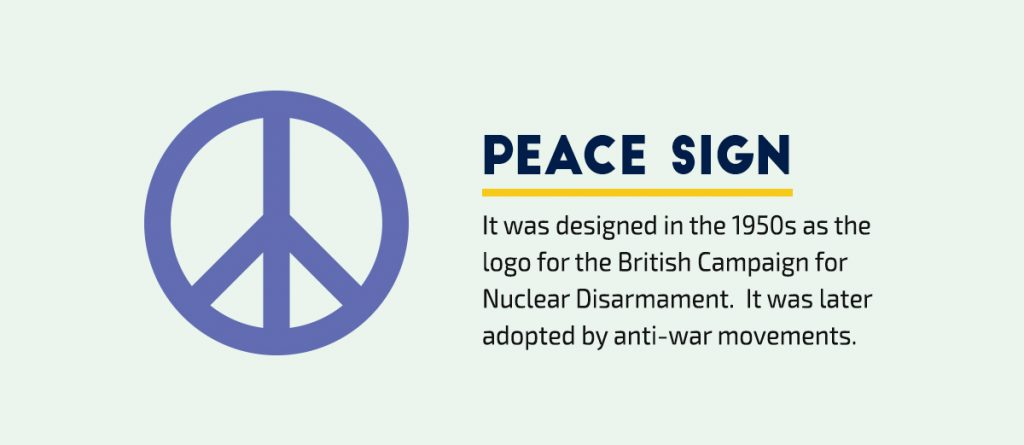 PEACE SIGN
It was designed in the 1950s as the
logo for the British Campaign for
Nuclear Disarmament.  It was later
adopted by anti-war movements.